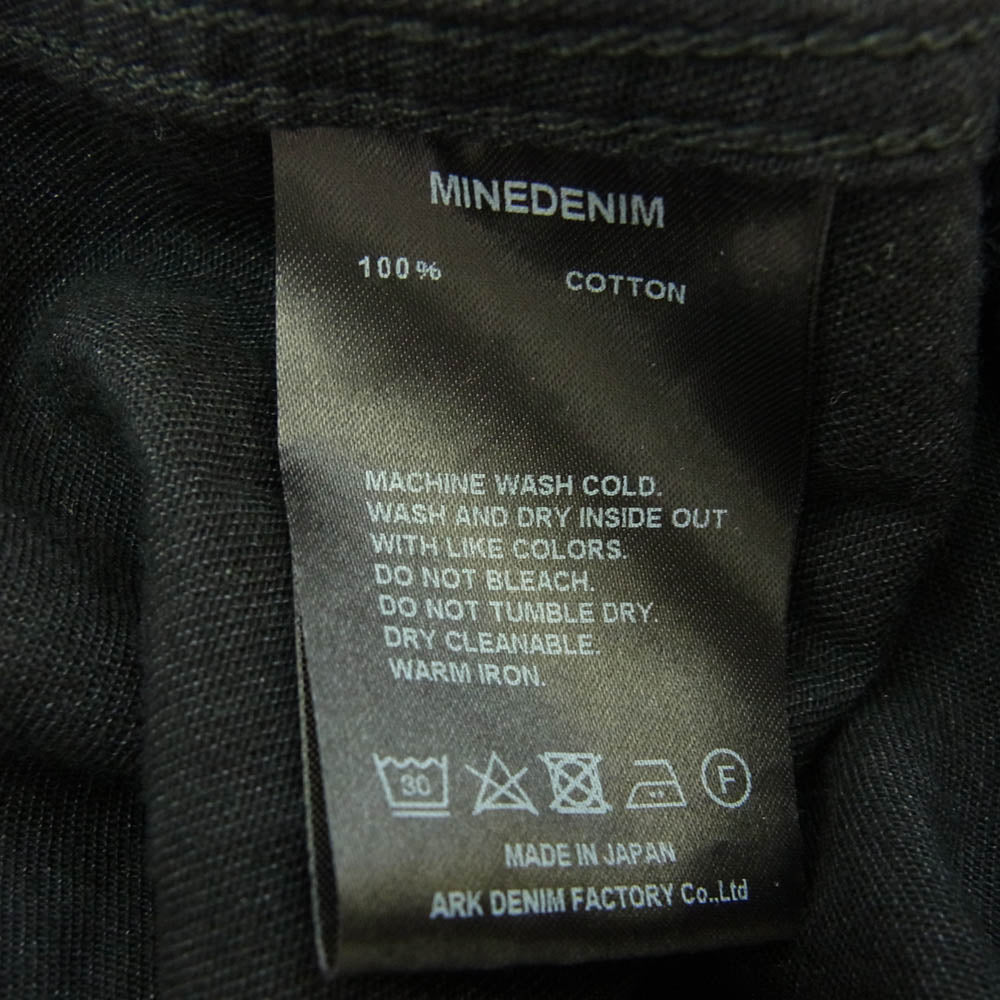 MINEDENIM
100% COTTON
MACHINE WASH COLD.
WASH AND DRY INSIDE OUT
WITH LIKE COLORS.
DO NOT BLEACH.
DO NOT TUMBLE DRY.
DRY CLEANABLE.
WARM IRON.
30 F
MADE IN JAPAN
ARK DENIM FACTORY Co.,Ltd